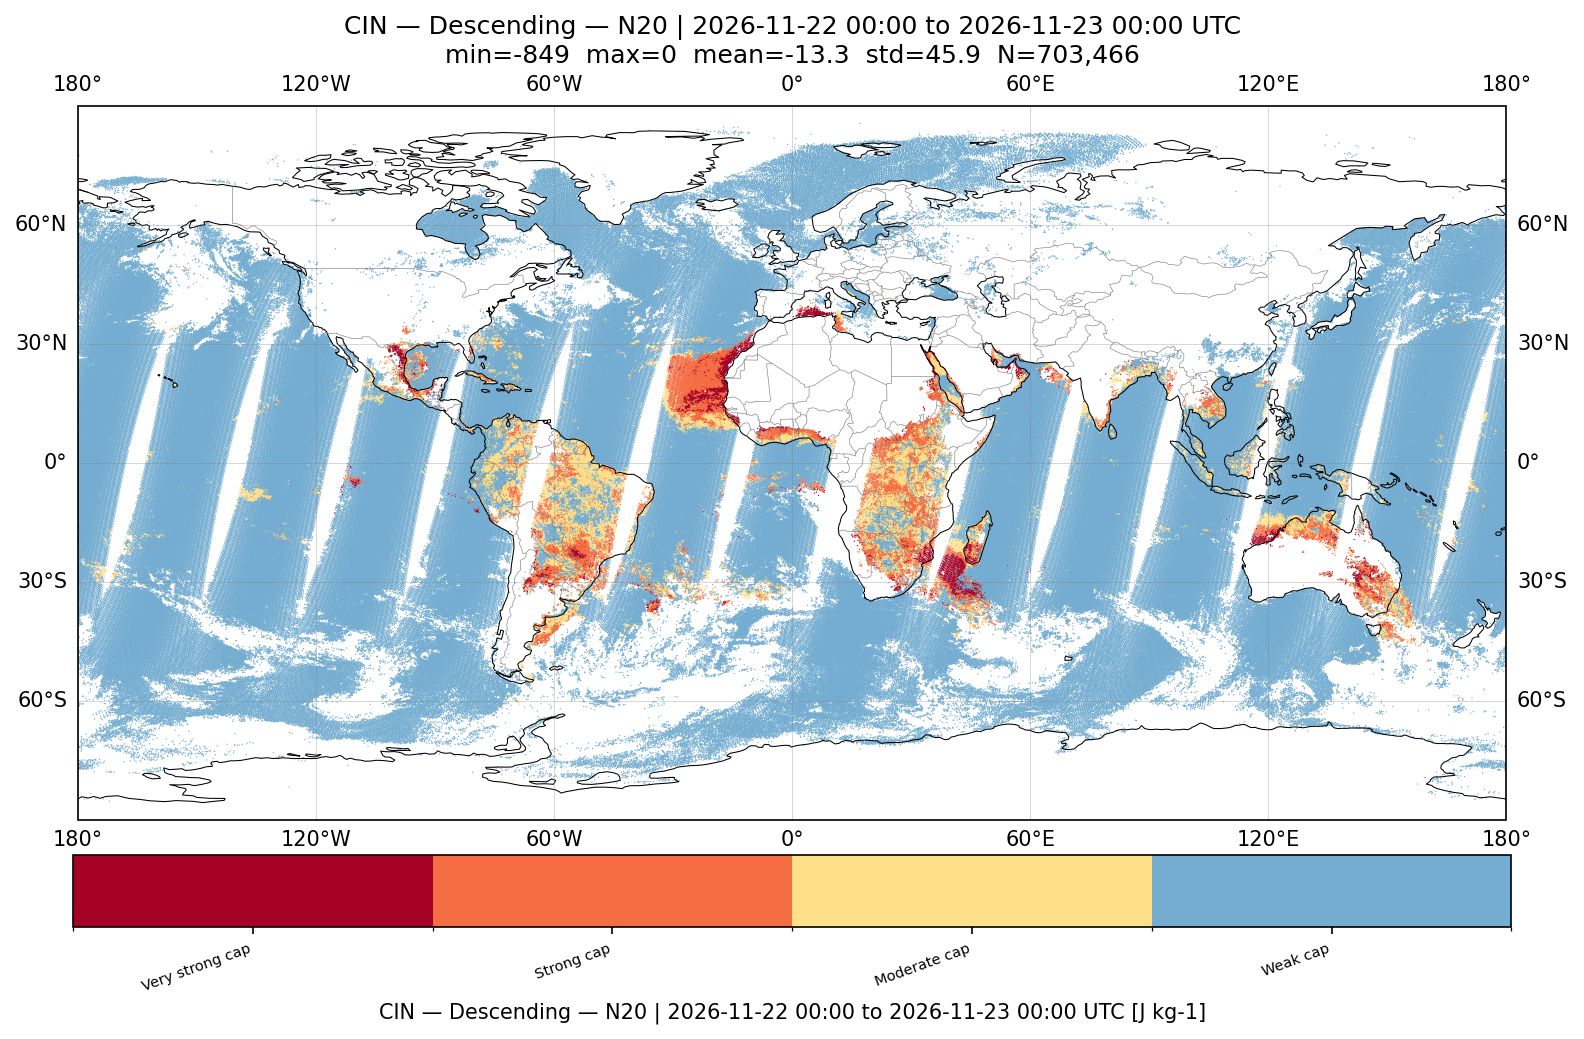 CIN — Descending — N20 | 2026-11-22 00:00 to 2026-11-23 00:00 UTC
min=-849  max=0  mean=-13.3  std=45.9  N=703,466
180° 120°W 60°W 0° 60°E 120°E 180°
60°N 60°N
30°N 30°N
0° 0°
30°S 30°S
60°S 60°S
180° 120°W 60°W 0° 60°E 120°E 180°
Very strong cap Strong cap Moderate cap Weak cap
CIN — Descending — N20 | 2026-11-22 00:00 to 2026-11-23 00:00 UTC [J kg-1]